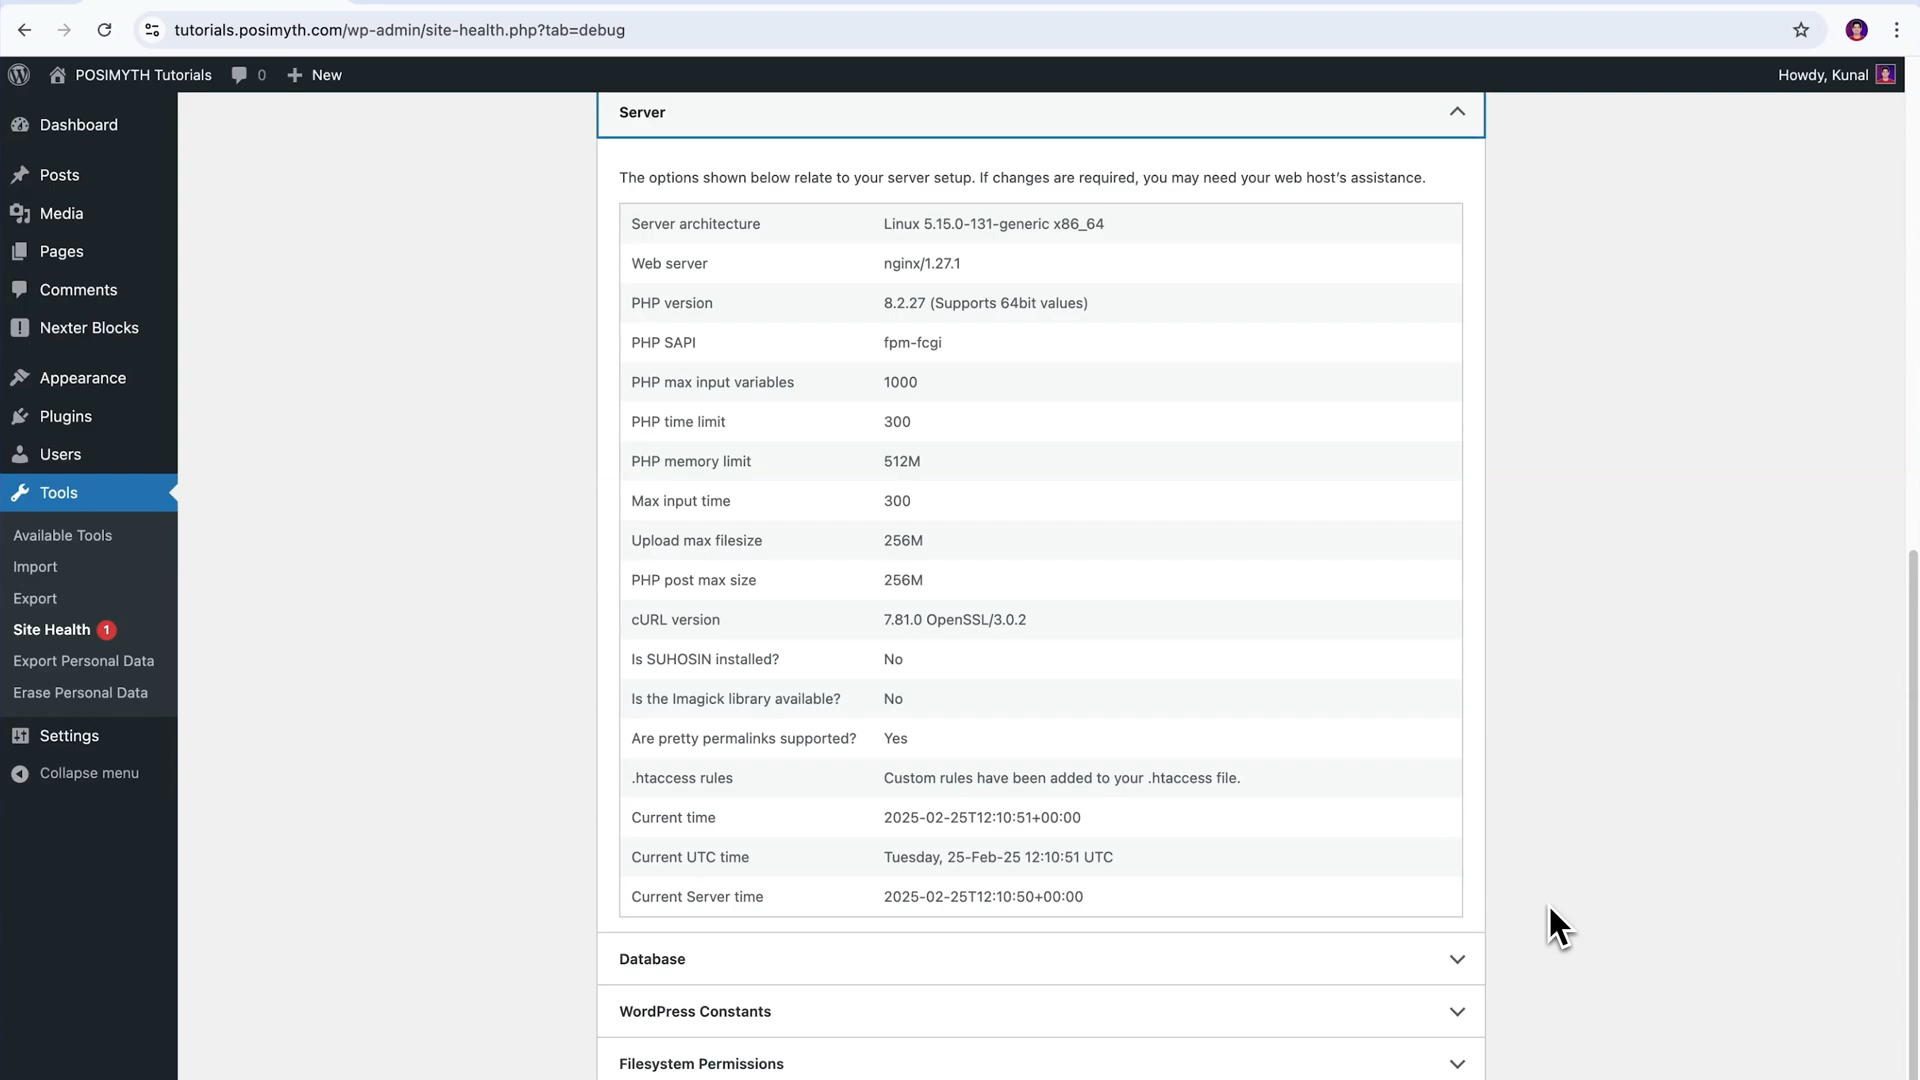 tutorials.posimyth.com/wp-admin/site-health.php?tab=debug
POSIMYTH Tutorials 0 New Howdy, Kunal
Dashboard
Posts
Media
Pages
Comments
Nexter Blocks
Appearance
Plugins
Users
Tools
Available Tools
Import
Export
Site Health 1
Export Personal Data
Erase Personal Data
Settings
Collapse menu
Server
The options shown below relate to your server setup. If changes are required, you may need your web host’s assistance.
Server architecture Linux 5.15.0-131-generic x86_64
Web server nginx/1.27.1
PHP version 8.2.27 (Supports 64bit values)
PHP SAPI fpm-fcgi
PHP max input variables 1000
PHP time limit 300
PHP memory limit 512M
Max input time 300
Upload max filesize 256M
PHP post max size 256M
cURL version 7.81.0 OpenSSL/3.0.2
Is SUHOSIN installed? No
Is the Imagick library available? No
Are pretty permalinks supported? Yes
.htaccess rules Custom rules have been added to your .htaccess file.
Current time 2025-02-25T12:10:51+00:00
Current UTC time Tuesday, 25-Feb-25 12:10:51 UTC
Current Server time 2025-02-25T12:10:50+00:00
Database
WordPress Constants
Filesystem Permissions